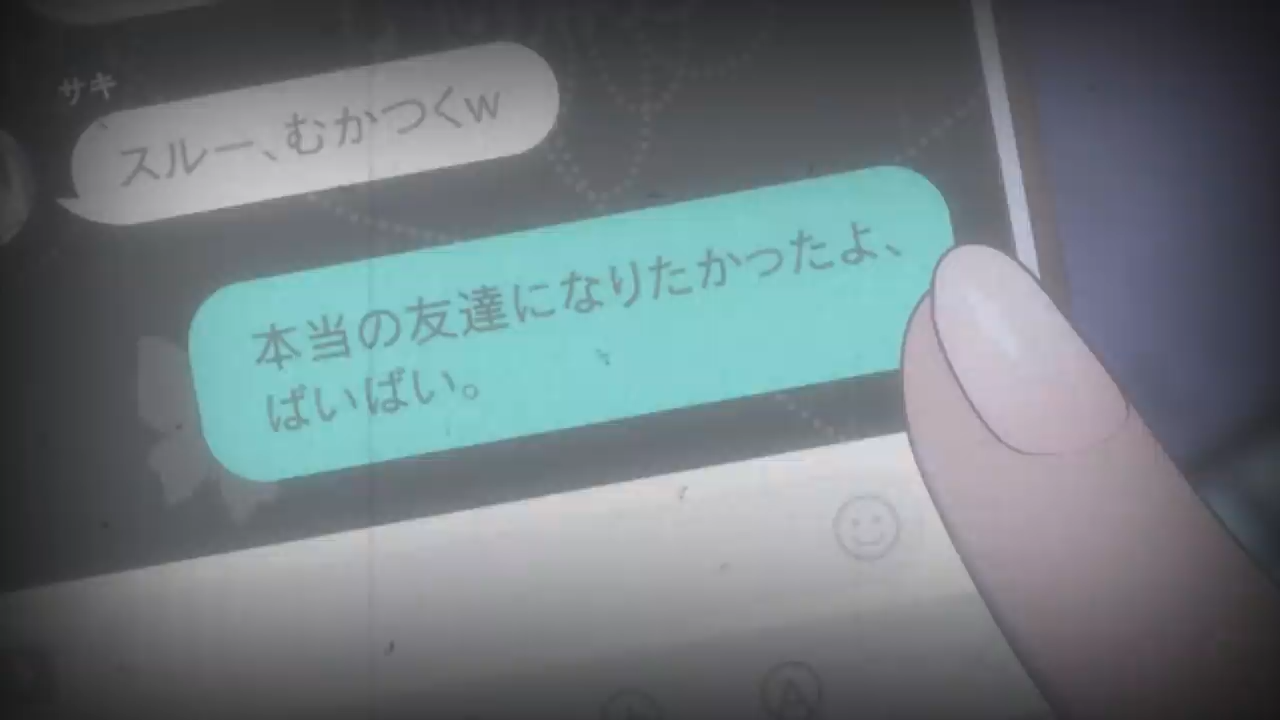 サキ
スルー、むかつくw
本当の友達になりたかったよ、
ばいばい。